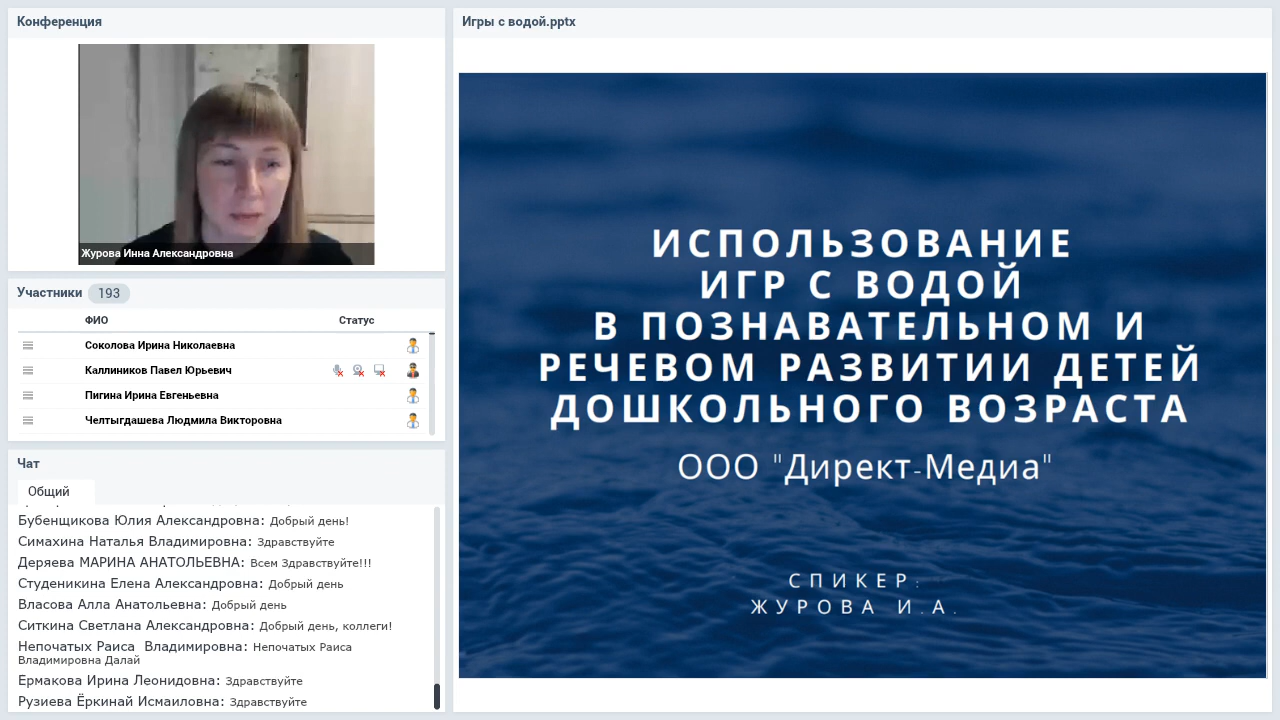 Конференция
Журова Инна Александровна
Участники 193
ФИО Статус
Соколова Ирина Николаевна
Каллиников Павел Юрьевич
Пигина Ирина Евгеньевна
Челтыгдашева Людмила Викторовна
Чат
Общий
Бубенщикова Юлия Александровна: Добрый день!
Симахина Наталья Владимировна: Здравствуйте
Деряева МАРИНА АНАТОЛЬЕВНА: Всем Здравствуйте!!!
Студеникина Елена Александровна: Добрый день
Власова Алла Анатольевна: Добрый день
Ситкина Светлана Александровна: Добрый день, коллеги!
Непочатых Раиса Владимировна: Непочатых Раиса
Владимировна Далай
Ермакова Ирина Леонидовна: Здравствуйте
Рузиева Ёркинай Исмаиловна: Здравствуйте
Игры с водой.pptx
ИСПОЛЬЗОВАНИЕ
ИГР С ВОДОЙ
В ПОЗНАВАТЕЛЬНОМ И
РЕЧЕВОМ РАЗВИТИИ ДЕТЕЙ
ДОШКОЛЬНОГО ВОЗРАСТА
ООО "Директ-Медиа"
СПИКЕР:
ЖУРОВА И.А.